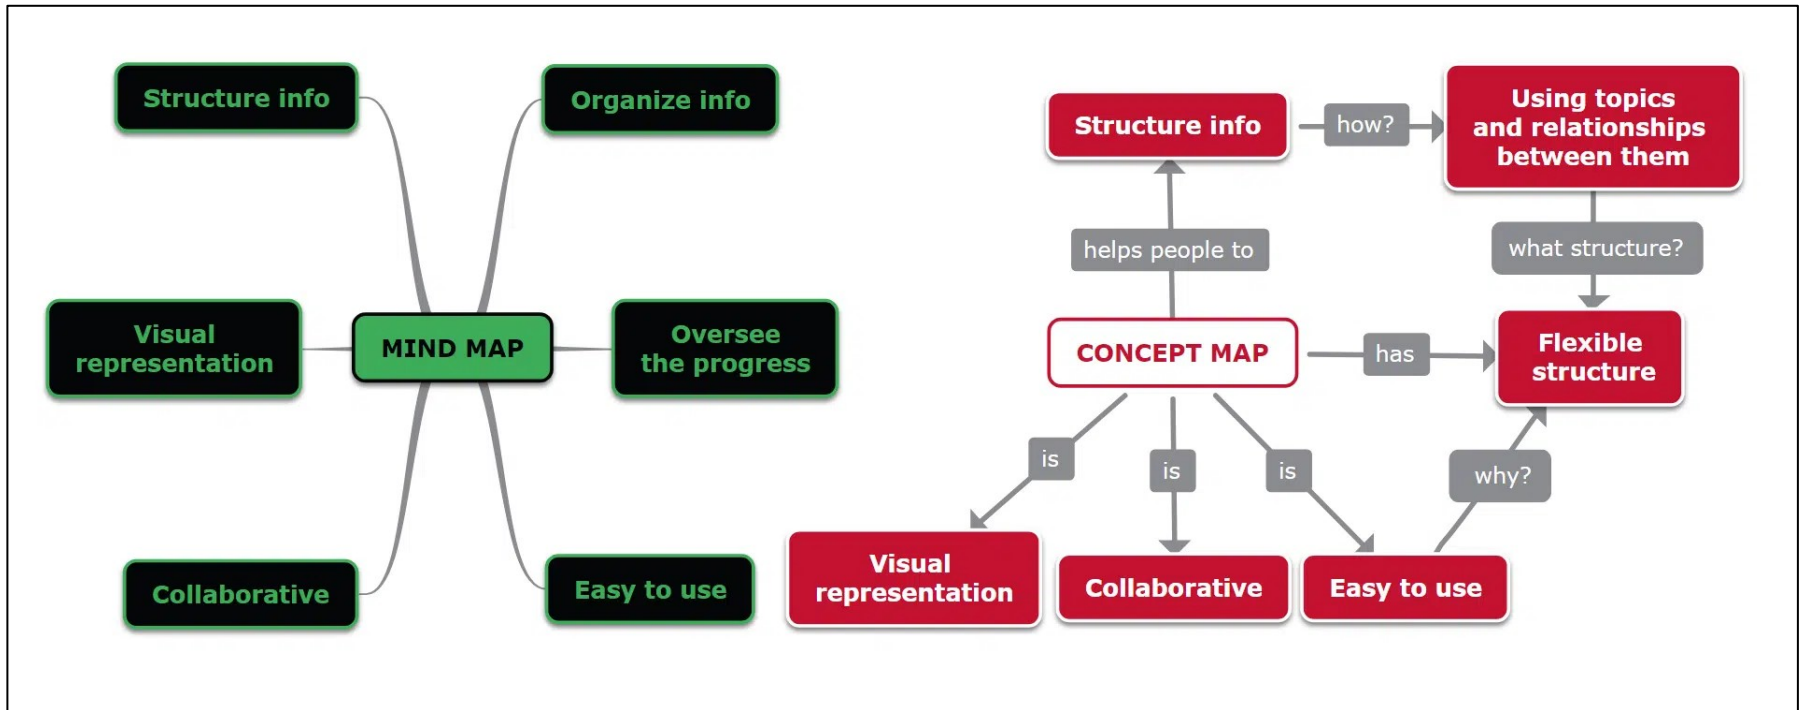 Structure info
Organize info
Visual
representation
MIND MAP
Oversee
the progress
Collaborative
Easy to use
Structure info
how?
Using topics
and relationships
between them
helps people to
what structure?
CONCEPT MAP
has
Flexible
structure
is
is
is
why?
Visual
representation
Collaborative
Easy to use